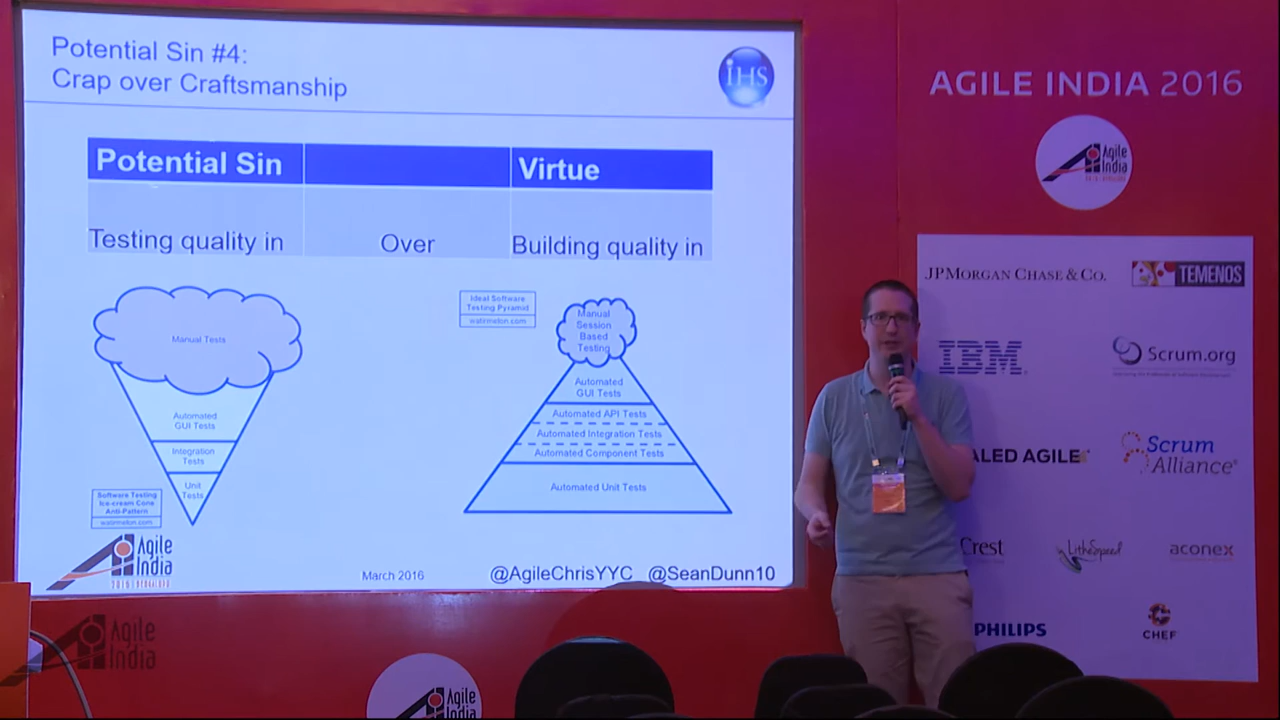 Potential Sin #4:
Crap over Craftsmanship
IHS
Potential Sin
Virtue
Testing quality in
Over
Building quality in
Manual Tests
Automated
GUI Tests
Integration
Tests
Unit
Tests
Software Testing
Ice-cream Cone
Anti-Pattern
watirmelon.com
Ideal Software
Testing Pyramid
watirmelon.com
Manual
Session
Based
Testing
Automated
GUI Tests
Automated API Tests
Automated Integration Tests
Automated Component Tests
Automated Unit Tests
Agile
India
2016 BENGALURU
March 2016
@AgileChrisYYC @SeanDunn10
Agile
India
Agile
India
AGILE INDIA 2016
Agile
India
JPMORGAN CHASE & CO.
TEMENOS
IBM
Scrum.org
ALED AGILE
Scrum
Alliance
Crest
LitheSpeed
aconex
PHILIPS
CHEF